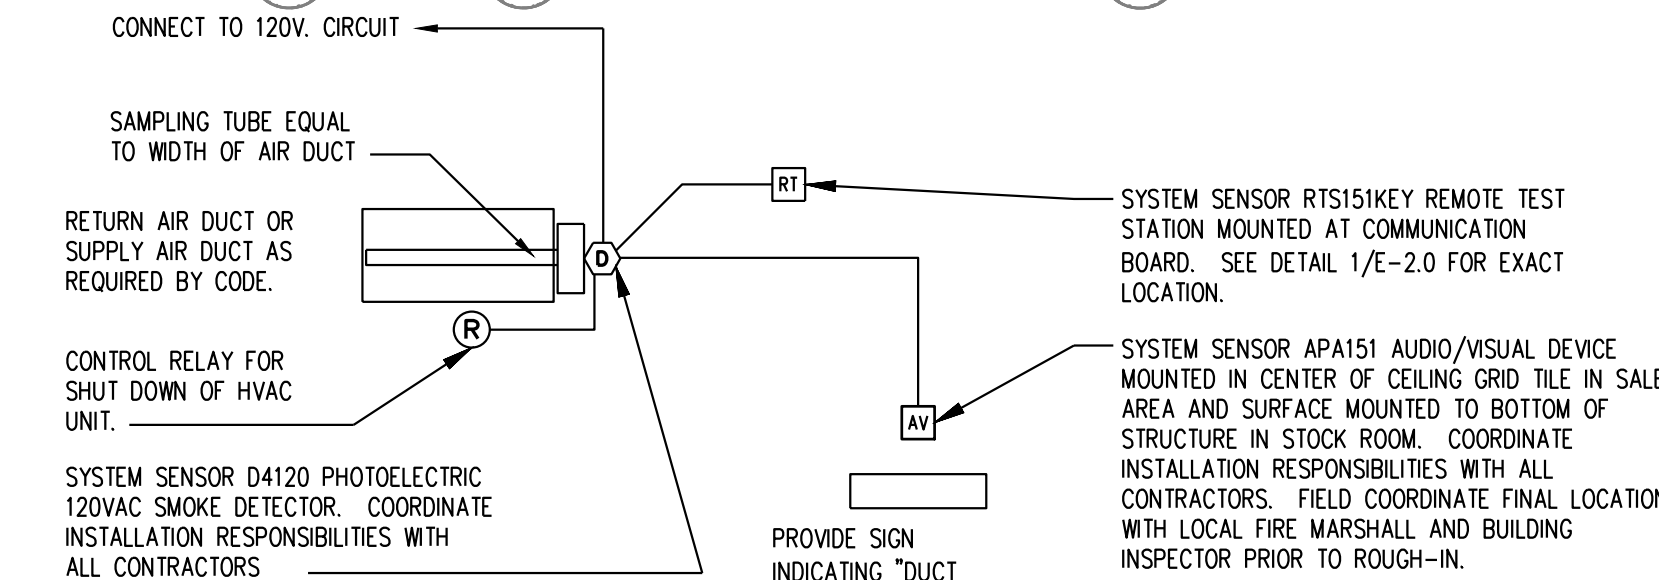 CONNECT TO 120V. CIRCUIT
SAMPLING TUBE EQUAL
TO WIDTH OF AIR DUCT
RETURN AIR DUCT OR
SUPPLY AIR DUCT AS
REQUIRED BY CODE.
D
R
RT
AV
CONTROL RELAY FOR
SHUT DOWN OF HVAC
UNIT.
SYSTEM SENSOR D4120 PHOTOELECTRIC
120VAC SMOKE DETECTOR. COORDINATE
INSTALLATION RESPONSIBILITIES WITH
ALL CONTRACTORS
PROVIDE SIGN
INDICATING "DUCT
SYSTEM SENSOR RTS151KEY REMOTE TEST
STATION MOUNTED AT COMMUNICATION
BOARD. SEE DETAIL 1/E-2.0 FOR EXACT
LOCATION.
SYSTEM SENSOR APA151 AUDIO/VISUAL DEVICE
MOUNTED IN CENTER OF CEILING GRID TILE IN
AREA AND SURFACE MOUNTED TO BOTTOM OF
STRUCTURE IN STOCK ROOM. COORDINATE
INSTALLATION RESPONSIBILITIES WITH ALL
CONTRACTORS. FIELD COORDINATE FINAL LOCATION
WITH LOCAL FIRE MARSHALL AND BUILDING
INSPECTOR PRIOR TO ROUGH-IN.